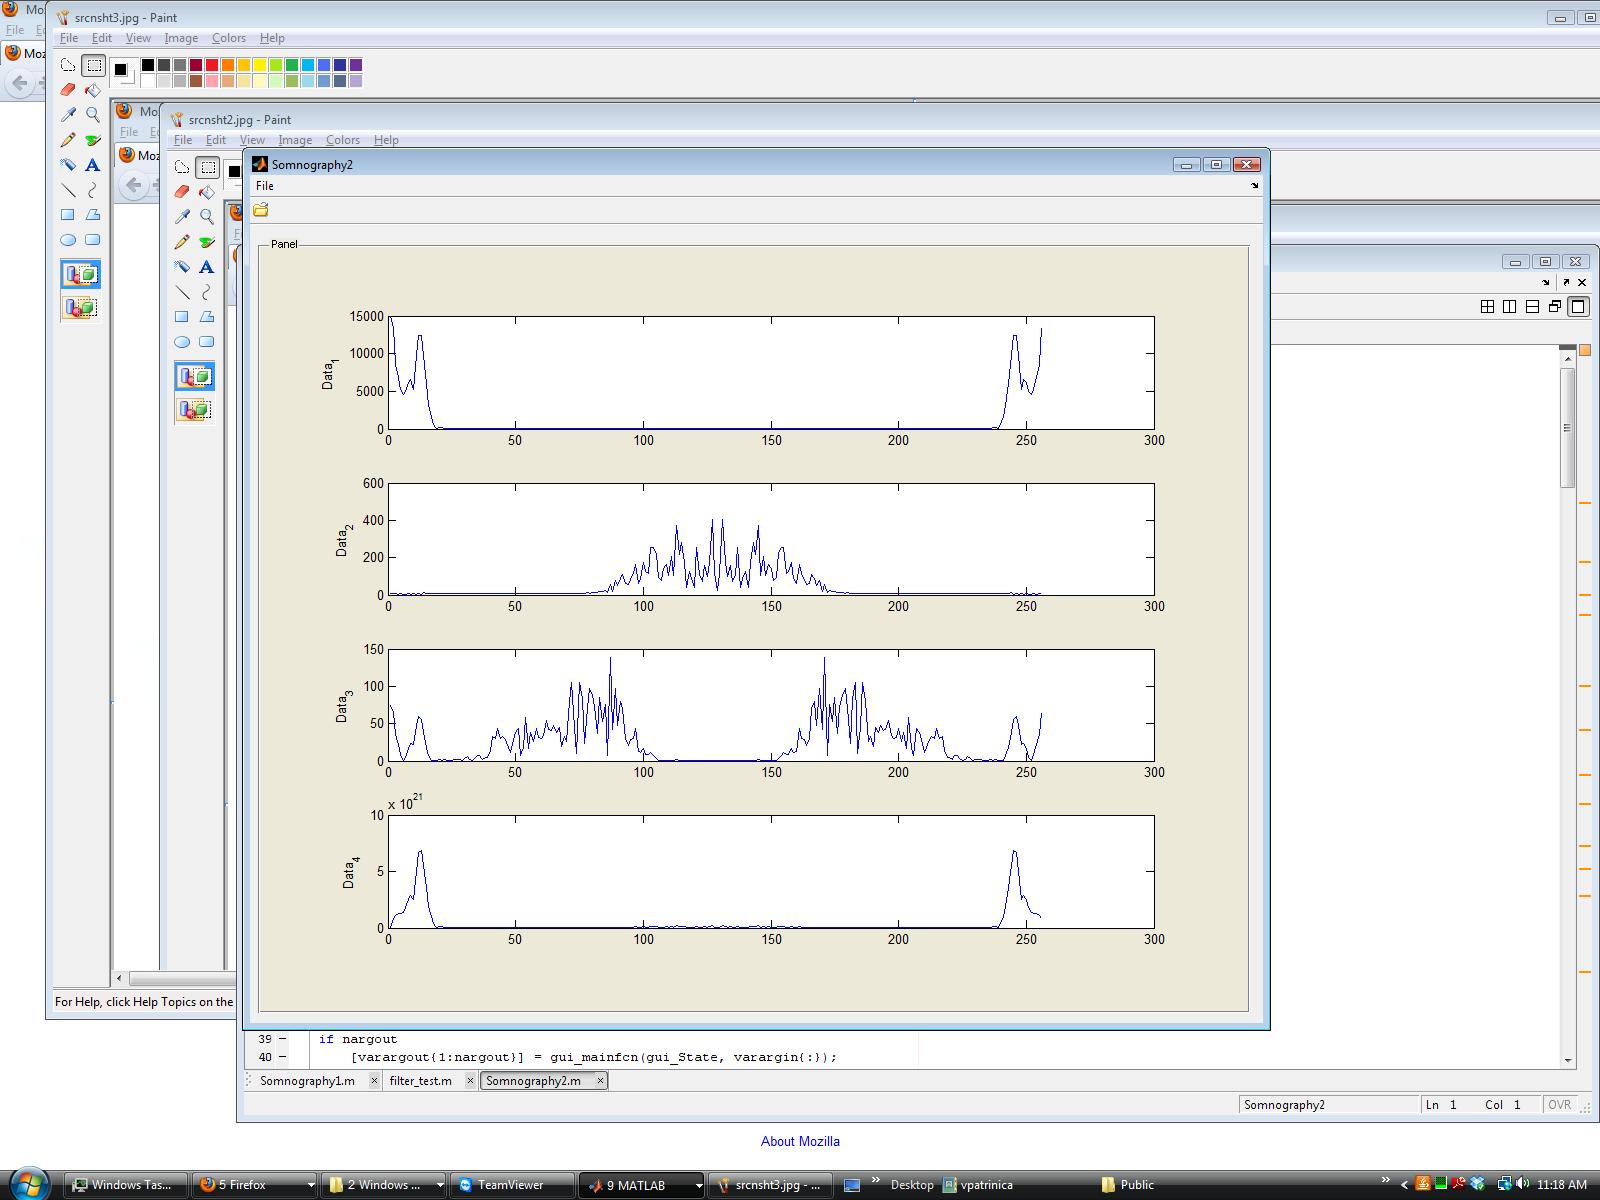 Mo
srcnsht3.jpg - Paint
File Edit View Image Colors Help
Moz
Mo
File
srcnsht2.jpg - Paint
File Edit View Image Colors Help
Moz
Somnography2
File
Panel
15000
10000
5000
0
Data1
0 50 100 150 200 250 300
600
400
200
0
Data2
0 50 100 150 200 250 300
150
100
50
0
Data3
0 50 100 150 200 250 300
x 10^21
10
5
0
Data4
0 50 100 150 200 250 300
For Help, click Help Topics on the
39 – if nargout
40 – [varargout{1:nargout}] = gui_mainfcn(gui_State, varargin{:});
Somnography1.m × filter_test.m × Somnography2.m ×
Somnography2 Ln 1 Col 1 OVR
About Mozilla
Windows Tas... 5 Firefox 2 Windows ... TeamViewer 9 MATLAB srcnsht3.jpg - ... » Desktop vpatrinica Public » < 11:18 AM